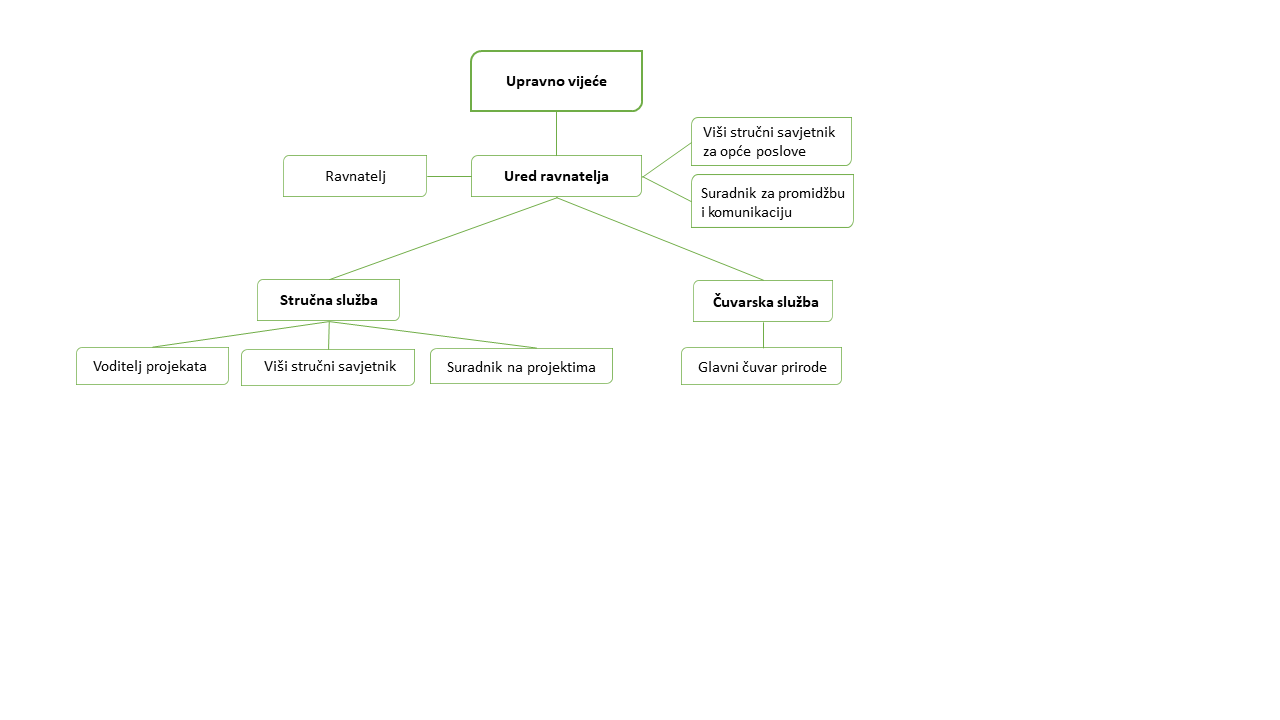 Upravno vijeće
Ravnatelj
Ured ravnatelja
Viši stručni savjetnik
za opće poslove
Suradnik za promidžbu
i komunikaciju
Stručna služba
Čuvarska služba
Voditelj projekata
Viši stručni savjetnik
Suradnik na projektima
Glavni čuvar prirode